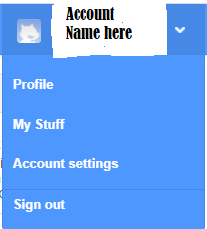 Account
Name here
Profile
My Stuff
Account settings
Sign out